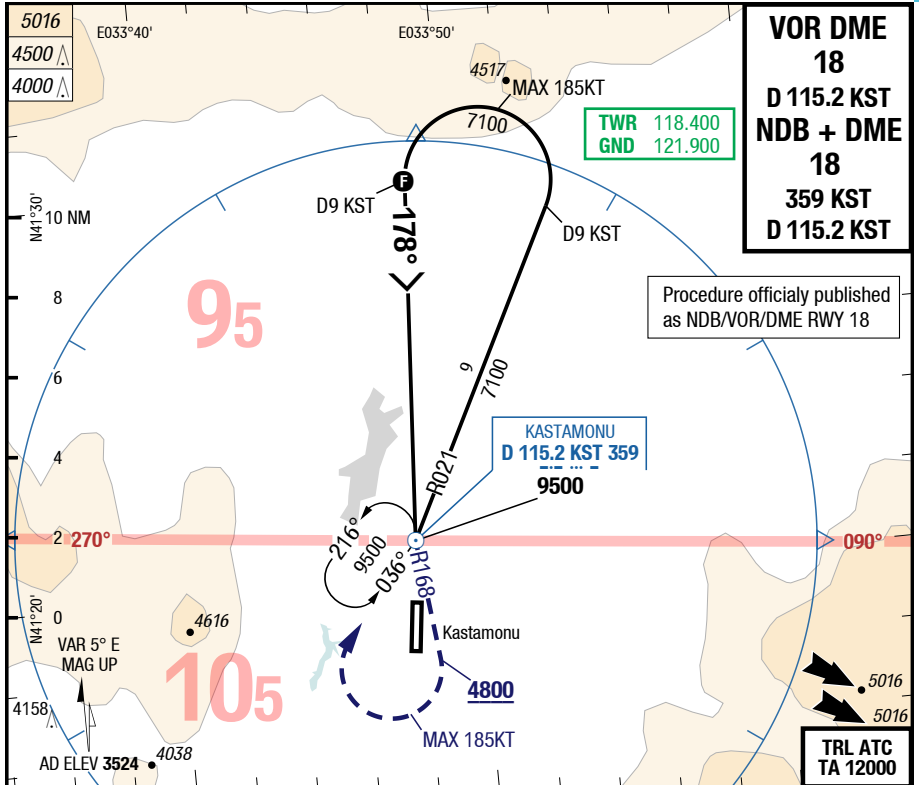 5016
4500
4000
E033°40'
E033°50'
4517
MAX 185KT
7100
TWR 118.400
GND 121.900
VOR DME
18
D 115.2 KST
NDB + DME
18
359 KST
D 115.2 KST
F
D9 KST
178°
D9 KST
N41°30'
10 NM
95
Procedure officialy published
as NDB/VOR/DME RWY 18
8
6
9
7100
4
R021
KASTAMONU
D 115.2 KST 359
9500
2
270°
090°
216°
9500
036°
R168
N41°20'
0
4616
Kastamonu
VAR 5° E
MAG UP
105
4800
5016
5016
4158
MAX 185KT
4038
AD ELEV 3524
TRL ATC
TA 12000